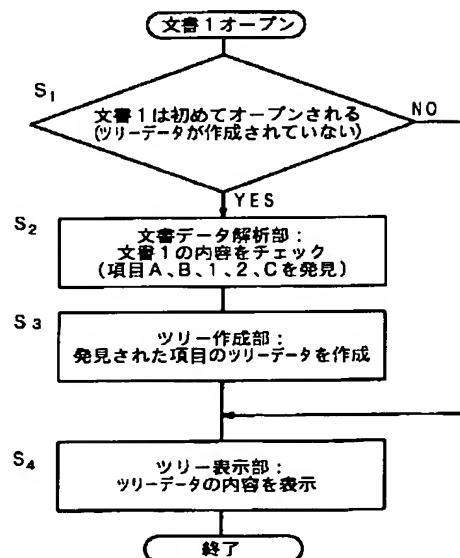 文書1オープン
S1
文書1は初めてオープンされる
(ツリーデータが作成されていない)
NO
YES
S2
文書データ解析部:
文書1の内容をチェック
(項目A、B、1、2、Cを発見)
S3
ツリー作成部:
発見された項目のツリーデータを作成
S4
ツリー表示部:
ツリーデータの内容を表示
終了